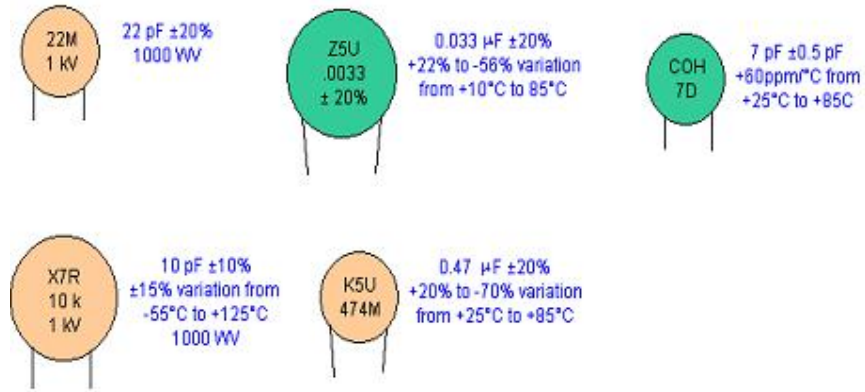 22M
1 kV
22 pF ±20%
1000 WV
Z5U
.0033
± 20%
0.033 µF ±20%
+22% to -56% variation
from +10°C to 85°C
COH
7D
7 pF ±0.5 pF
+60ppm/°C from
+25°C to +85C
X7R
10 k
1 kV
10 pF ±10%
±15% variation from
-55°C to +125°C
1000 WV
K5U
474M
0.47 µF ±20%
+20% to -70% variation
from +25°C to +85°C